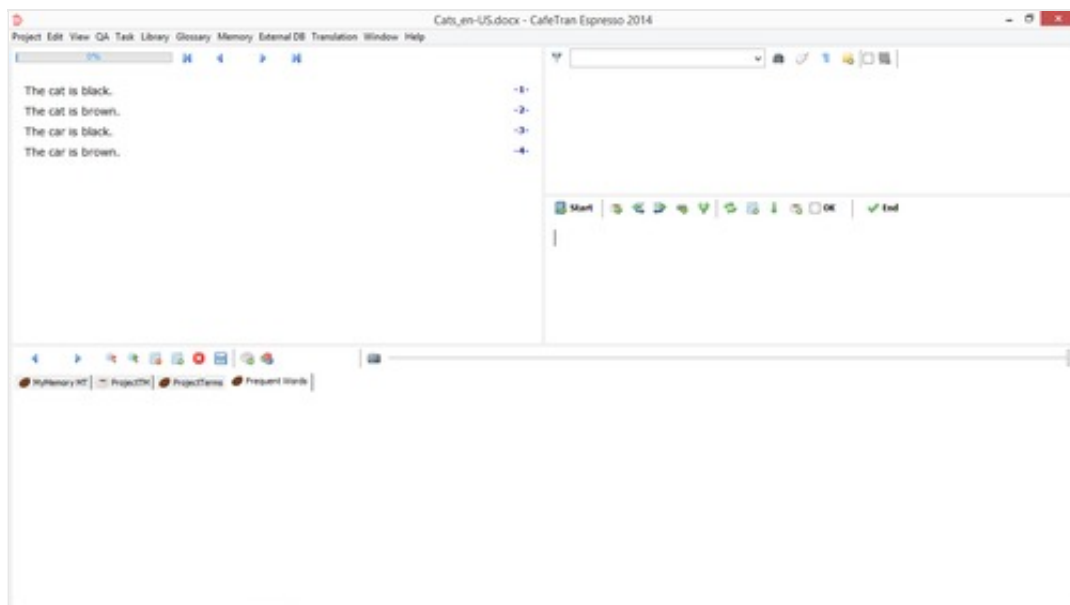 Cats_en-US.docx - CafeTran Espresso 2014
Project Edit View QA Task Library Glossary Memory External DB Translation Window Help
0%
The cat is black. -1-
The cat is brown. -2-
The car is black. -3-
The car is brown. -4-
Start OK End
MyMemory MT ProjectTM ProjectTerms Frequent Words